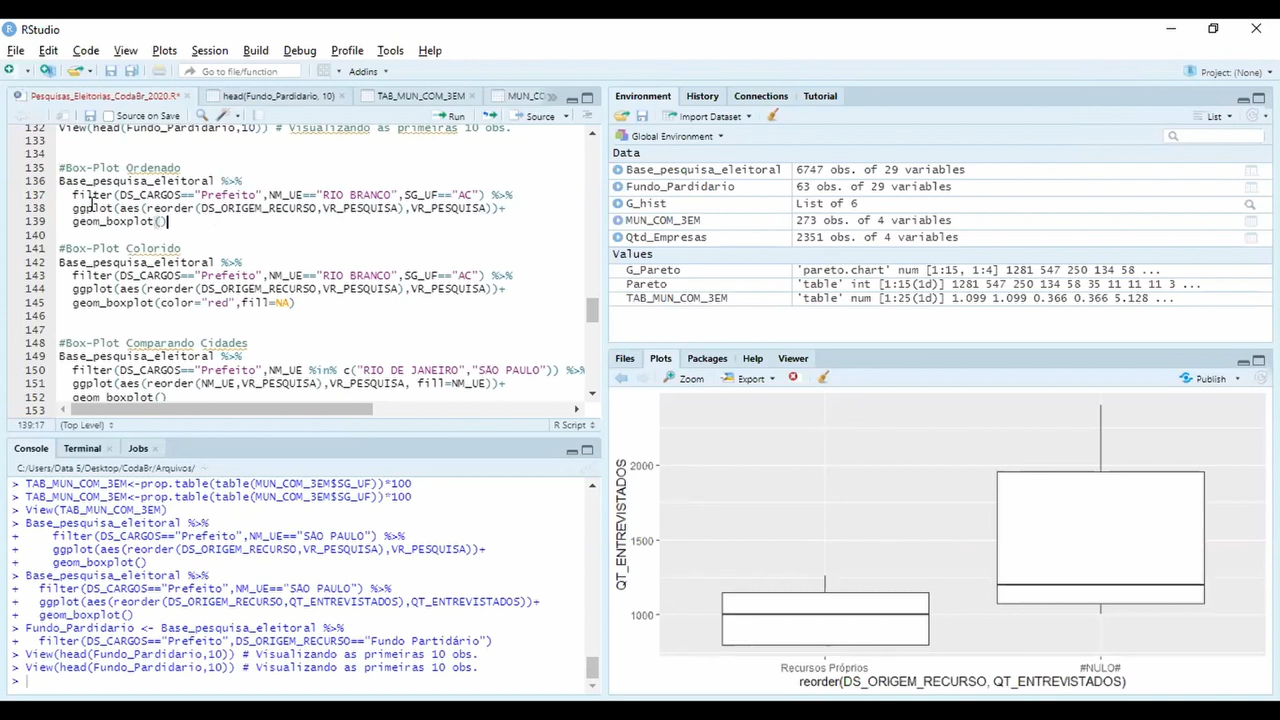 RStudio
File Edit Code View Plots Session Build Debug Profile Tools Help
Go to file/function Addins Project: (None)
Pesquisas_Eleitorias_CodaBr_2020.R* head(Fundo_Pardidario, 10) TAB_MUN_COM_3EM MUN_CO
Source on Save Run Source
132 View(head(Fundo_Pardidario,10)) # Visualizando as primeiras 10 obs.
133
134
135 #Box-Plot Ordenado
136 Base_pesquisa_eleitoral %>%
137 filter(DS_CARGOS=="Prefeito",NM_UE=="RIO BRANCO",SG_UF=="AC") %>%
138 ggplot(aes(reorder(DS_ORIGEM_RECURSO,VR_PESQUISA),VR_PESQUISA))+
139 geom_boxplot()
140
141 #Box-Plot Colorido
142 Base_pesquisa_eleitoral %>%
143 filter(DS_CARGOS=="Prefeito",NM_UE=="RIO BRANCO",SG_UF=="AC") %>%
144 ggplot(aes(reorder(DS_ORIGEM_RECURSO,VR_PESQUISA),VR_PESQUISA))+
145 geom_boxplot(color="red",fill=NA)
146
147
148 #Box-Plot Comparando Cidades
149 Base_pesquisa_eleitoral %>%
150 filter(DS_CARGOS=="Prefeito",NM_UE %in% c("RIO DE JANEIRO","SÃO PAULO")) %>%
151 ggplot(aes(reorder(NM_UE,VR_PESQUISA),VR_PESQUISA, fill=NM_UE))+
152 geom_boxplot()
153
139:17 (Top Level) R Script
Console Terminal Jobs
C:/Users/Data 5/Desktop/CodaBr/Arquivos/
> TAB_MUN_COM_3EM<-prop.table(table(MUN_COM_3EM$SG_UF))*100
> TAB_MUN_COM_3EM<-prop.table(table(MUN_COM_3EM$SG_UF))*100
> View(TAB_MUN_COM_3EM)
> Base_pesquisa_eleitoral %>%
+ filter(DS_CARGOS=="Prefeito",NM_UE=="SÃO PAULO") %>%
+ ggplot(aes(reorder(DS_ORIGEM_RECURSO,VR_PESQUISA),VR_PESQUISA))+
+ geom_boxplot()
> Base_pesquisa_eleitoral %>%
+ filter(DS_CARGOS=="Prefeito",NM_UE=="SÃO PAULO") %>%
+ ggplot(aes(reorder(DS_ORIGEM_RECURSO,QT_ENTREVISTADOS),QT_ENTREVISTADOS))+
+ geom_boxplot()
> Fundo_Pardidario <- Base_pesquisa_eleitoral %>%
+ filter(DS_CARGOS=="Prefeito",DS_ORIGEM_RECURSO=="Fundo Partidário")
> View(head(Fundo_Pardidario,10)) # Visualizando as primeiras 10 obs.
> View(head(Fundo_Pardidario,10)) # Visualizando as primeiras 10 obs.
>
Environment History Connections Tutorial
Import Dataset List
Global Environment
Data
Base_pesquisa_eleitoral 6747 obs. of 29 variables
Fundo_Pardidario 63 obs. of 29 variables
G_hist List of 6
MUN_COM_3EM 273 obs. of 4 variables
Qtd_Empresas 2351 obs. of 4 variables
Values
G_Pareto 'pareto.chart' num [1:15, 1:4] 1281 547 250 134 58 ...
Pareto 'table' int [1:15(1d)] 1281 547 250 134 58 35 11 11 11 3 ...
TAB_MUN_COM_3EM 'table' num [1:25(1d)] 1.099 1.099 0.366 0.366 5.128 ...
Files Plots Packages Help Viewer
Zoom Export Publish
QT_ENTREVISTADOS
2000
1500
1000
Recursos Próprios #NULO#
reorder(DS_ORIGEM_RECURSO, QT_ENTREVISTADOS)